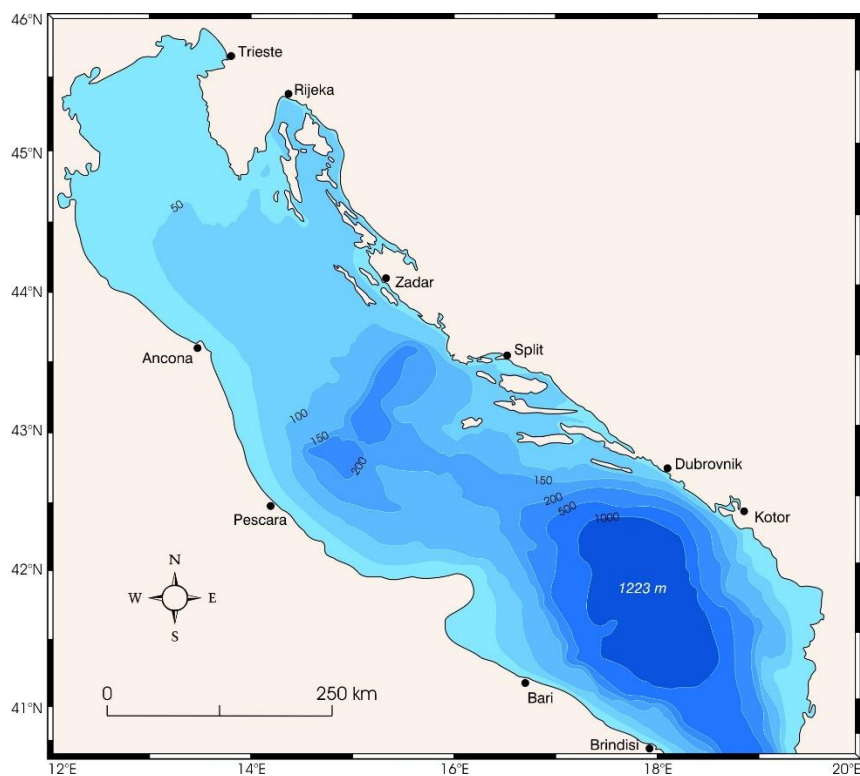 46°N
Trieste
Rijeka
45°N
50
44°N
Zadar
Ancona
Split
100
43°N
150
200
Dubrovnik
150
200
500
1000
Pescara
Kotor
42°N
N
W E
S
1223 m
0 250 km
Bari
41°N
Brindisi
12°E 14°E 16°E 18°E 20°E